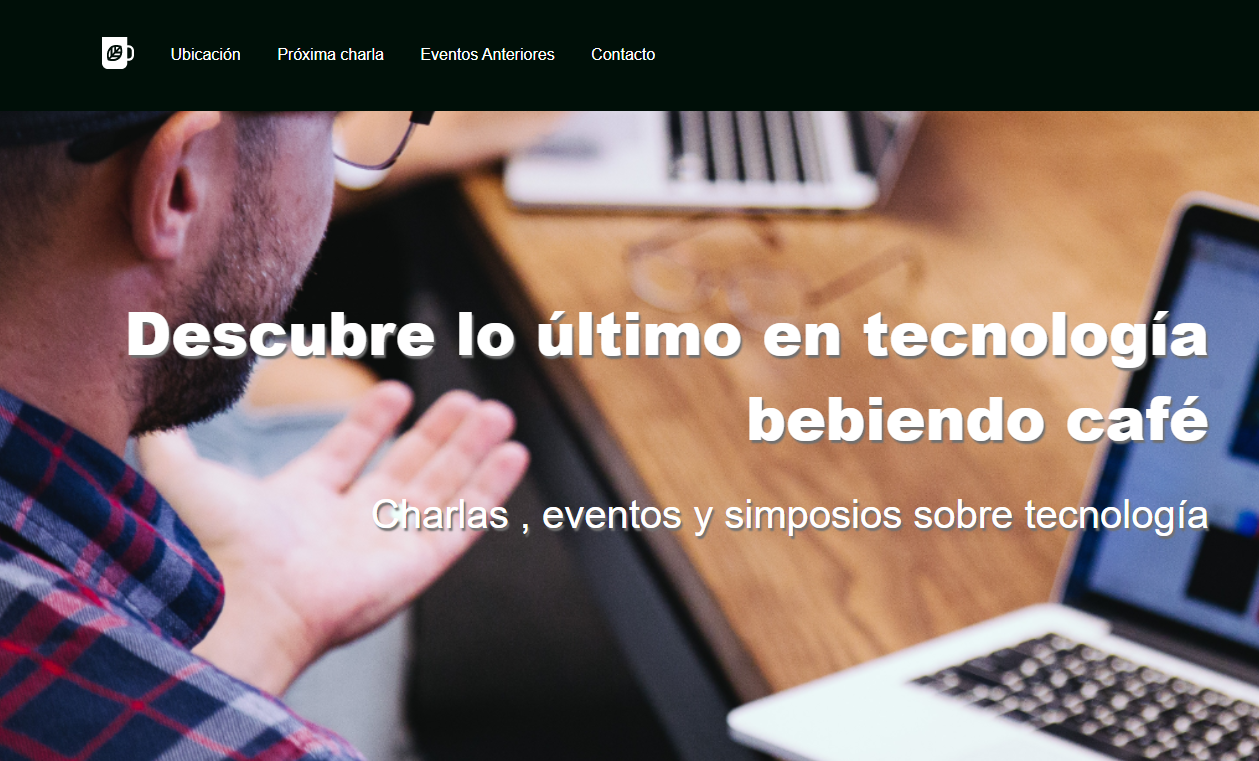 Ubicación Próxima charla Eventos Anteriores Contacto
Descubre lo último en tecnología
bebiendo café
Charlas , eventos y simposios sobre tecnología